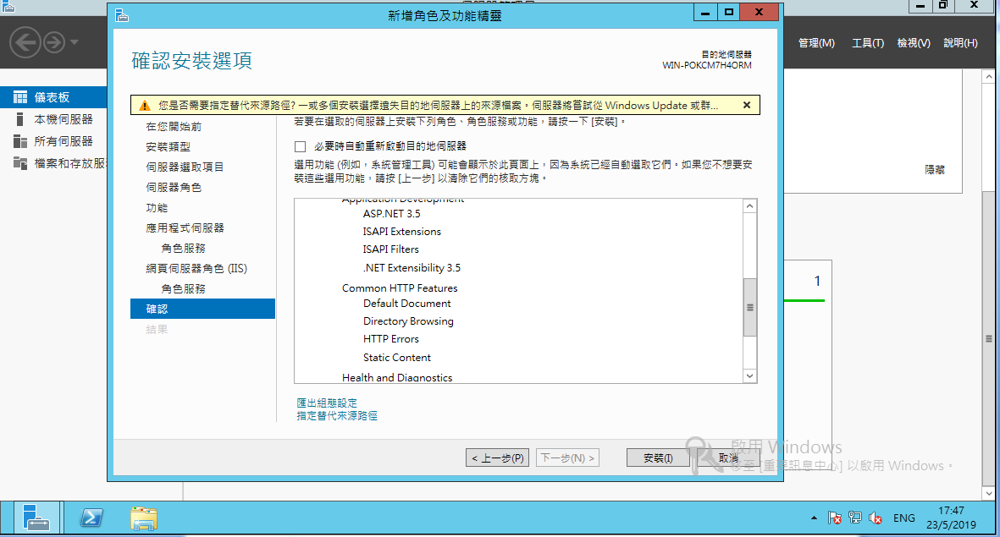 新增角色及功能精靈
管理(M) 工具(T) 檢視(V) 說明(H)
確認安裝選項
目的地伺服器
WIN-POKCM7H4ORM
您是否需要指定替代來源路徑? 一或多個安裝選擇遺失目的地伺服器上的來源檔案。伺服器將嘗試從 Windows Update 或群...
儀表板
本機伺服器
所有伺服器
檔案和存放服
在您開始前
安裝類型
伺服器選取項目
伺服器角色
功能
應用程式伺服器
角色服務
網頁伺服器角色 (IIS)
角色服務
確認
結果
若要在選取的伺服器上安裝下列角色、角色服務或功能，請按一下 [安裝]。
必要時自動重新啟動目的地伺服器
選用功能 (例如，系統管理工具) 可能會顯示於此頁面上，因為系統已經自動選取它們。如果您不想要安
裝這些選用功能，請按 [上一步] 以清除它們的核取方塊。
Application Development
ASP.NET 3.5
ISAPI Extensions
ISAPI Filters
.NET Extensibility 3.5
Common HTTP Features
Default Document
Directory Browsing
HTTP Errors
Static Content
Health and Diagnostics
匯出組態設定
指定替代來源路徑
隱藏
1
< 上一步(P) 下一步(N) > 安裝(I) 取消
啟用 Windows
移至 [重要訊息中心] 以啟用 Windows。
ENG
17:47
23/5/2019